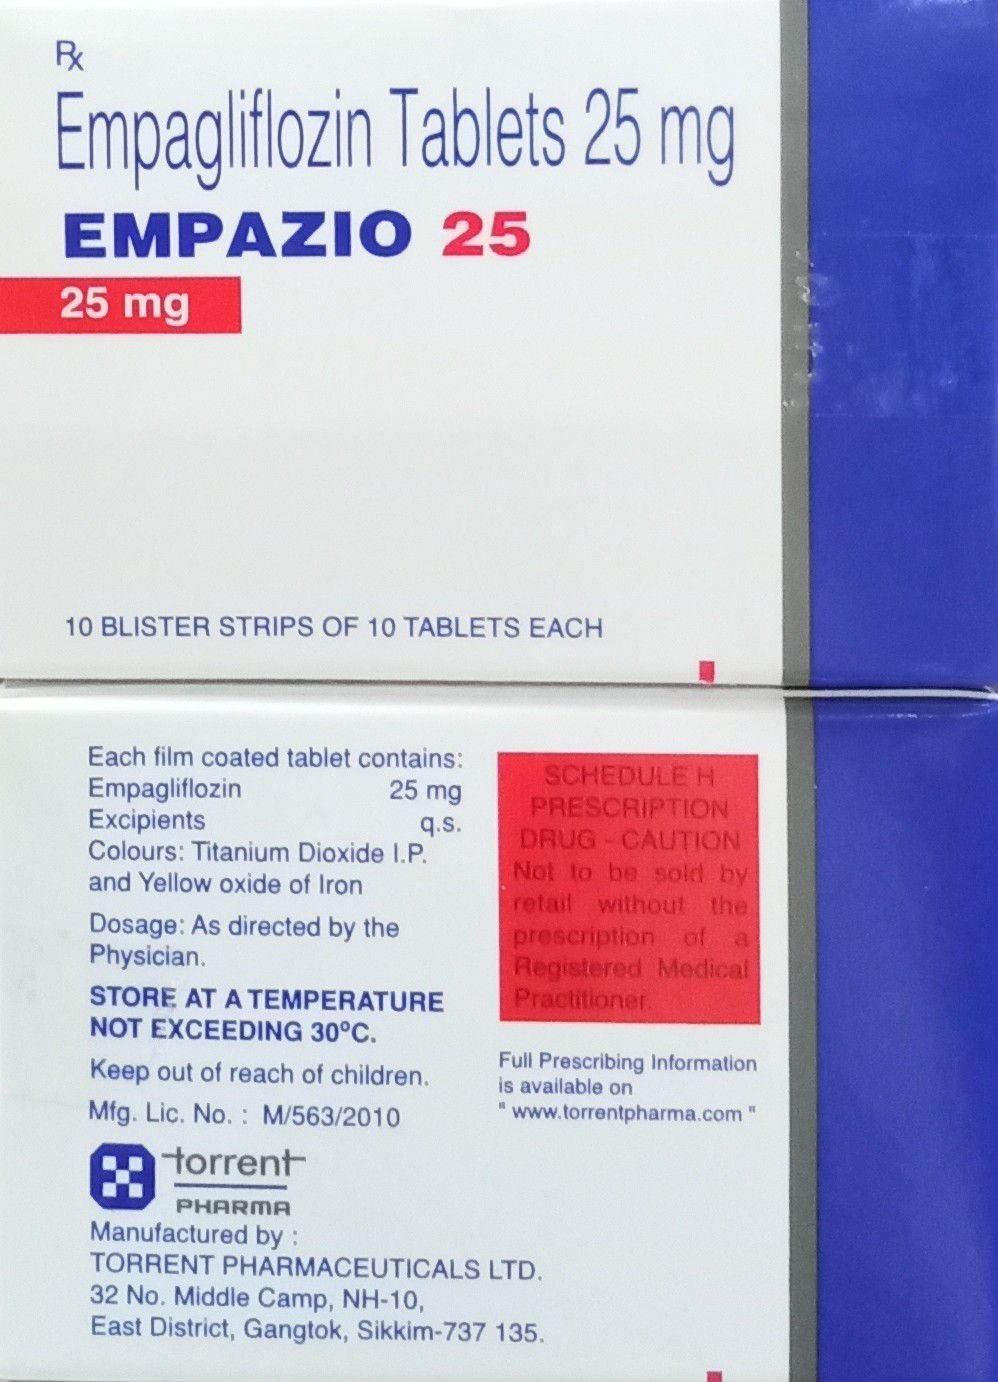 Rx
Empagliflozin Tablets 25 mg
EMPAZIO 25
25 mg
10 BLISTER STRIPS OF 10 TABLETS EACH
Each film coated tablet contains:
Empagliflozin 25 mg
Excipients q.s.
Colours: Titanium Dioxide I.P.
and Yellow oxide of Iron
Dosage: As directed by the
Physician.
STORE AT A TEMPERATURE
NOT EXCEEDING 30ºC.
Keep out of reach of children.
Mfg. Lic. No. : M/563/2010
torrent
PHARMA
Manufactured by :
TORRENT PHARMACEUTICALS LTD.
32 No. Middle Camp, NH-10,
East District, Gangtok, Sikkim-737 135.
SCHEDULE H
PRESCRIPTION
DRUG - CAUTION
Not to be sold by
retail without the
prescription of a
Registered Medical
Practitioner.
Full Prescribing Information
is available on
" www.torrentpharma.com "